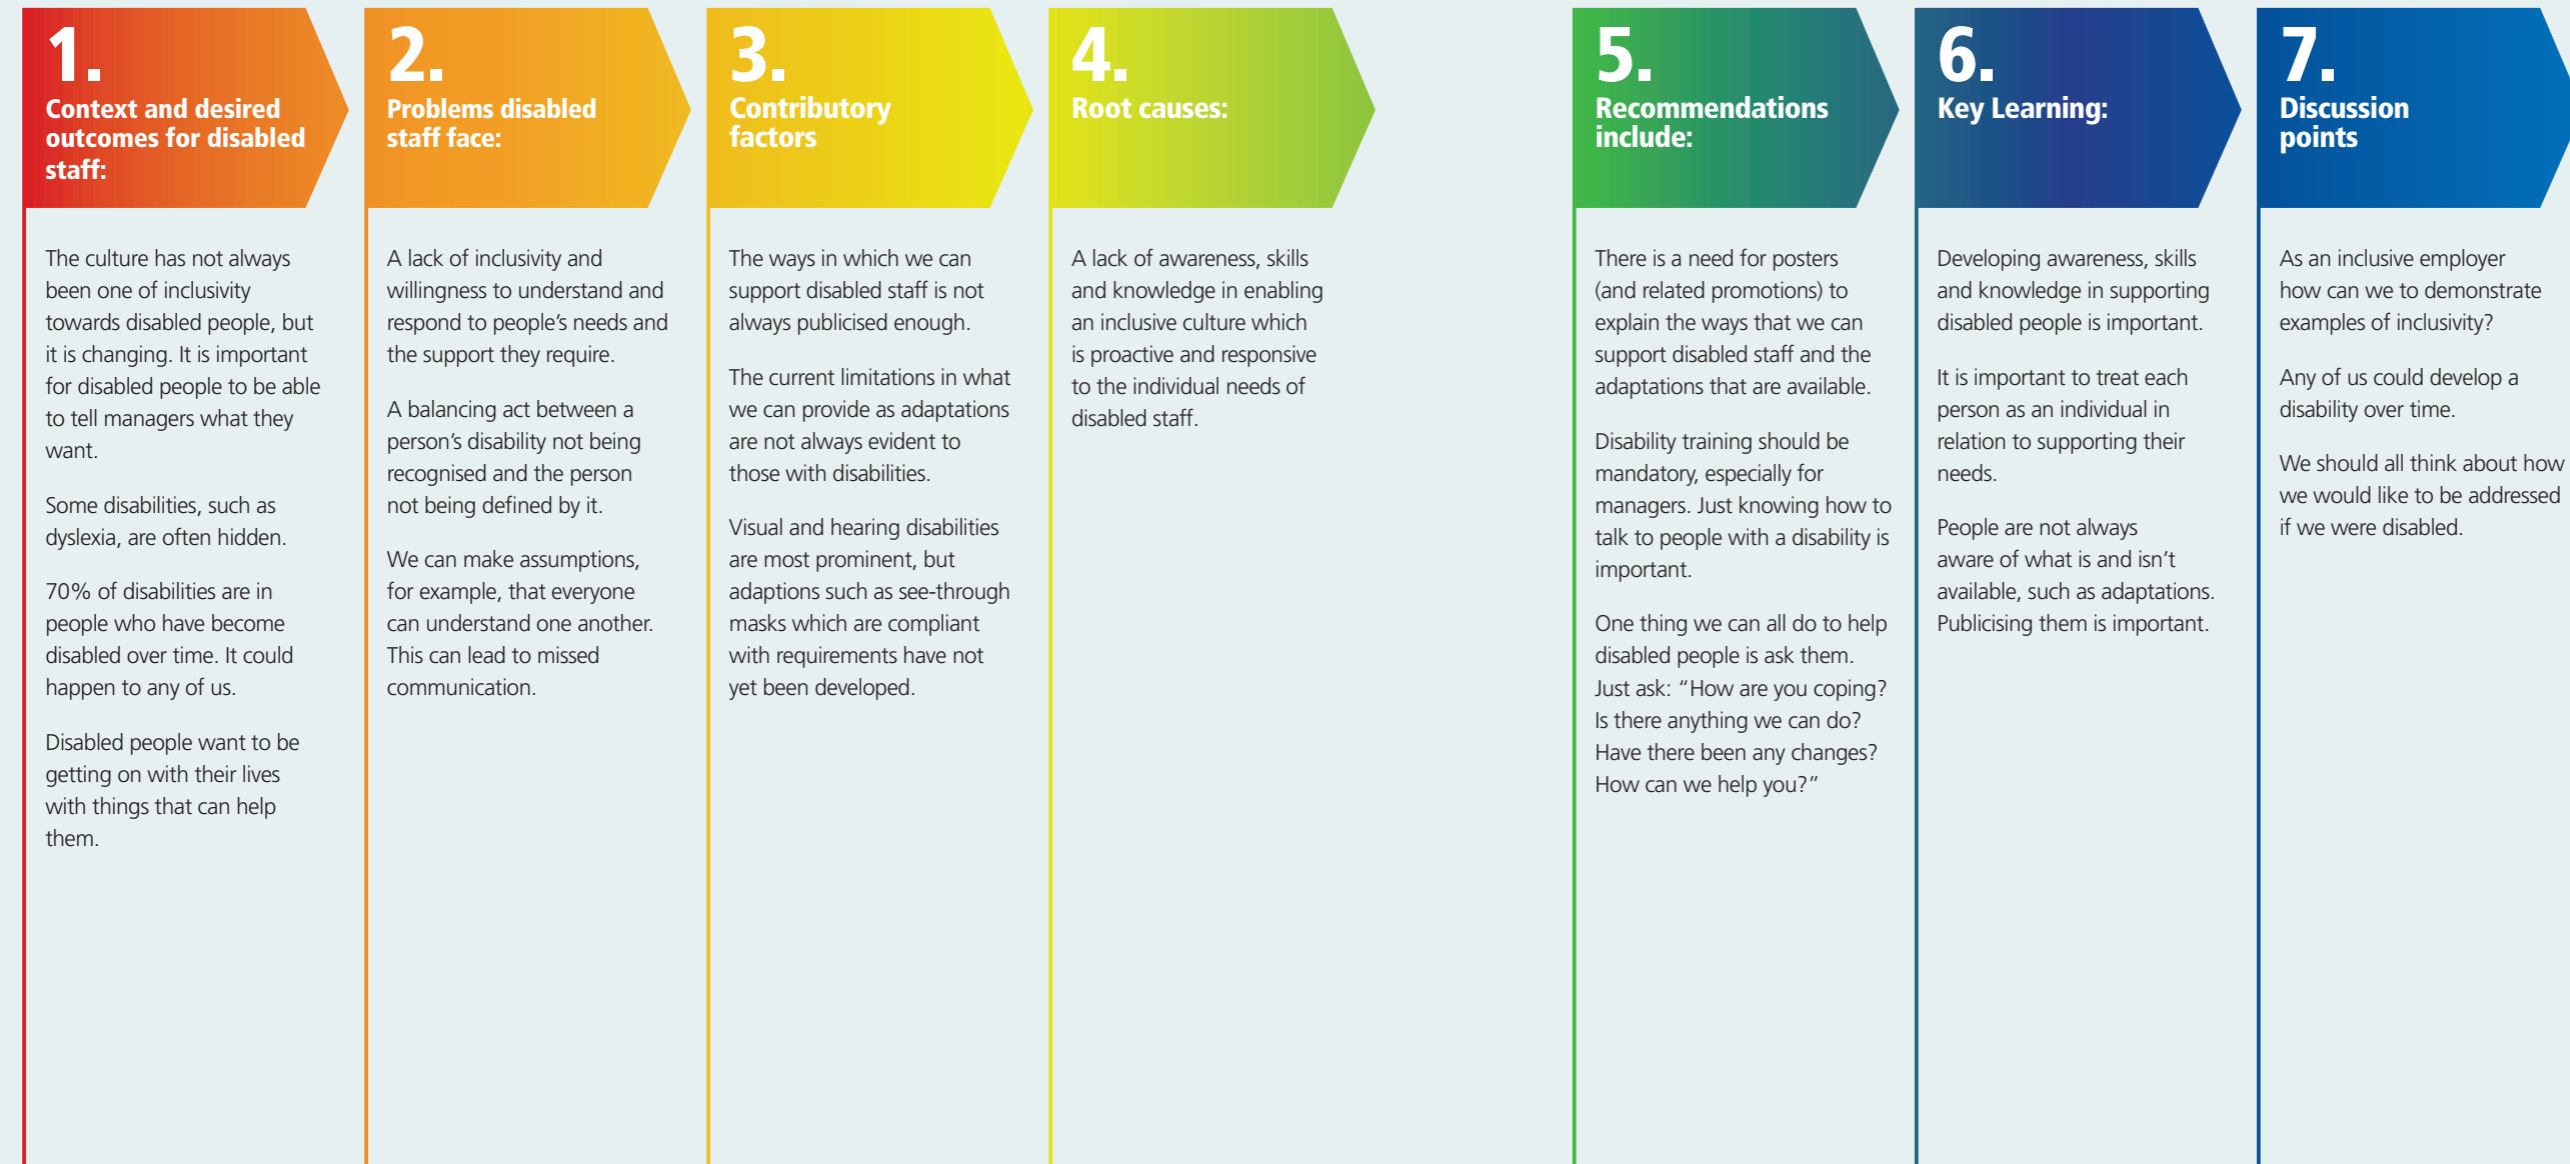 1.
Context and desired
outcomes for disabled
staff:
The culture has not always
been one of inclusivity
towards disabled people, but
it is changing. It is important
for disabled people to be able
to tell managers what they
want.
Some disabilities, such as
dyslexia, are often hidden.
70% of disabilities are in
people who have become
disabled over time. It could
happen to any of us.
Disabled people want to be
getting on with their lives
with things that can help
them.
2.
Problems disabled
staff face:
A lack of inclusivity and
willingness to understand and
respond to people’s needs and
the support they require.
A balancing act between a
person’s disability not being
recognised and the person
not being defined by it.
We can make assumptions,
for example, that everyone
can understand one another.
This can lead to missed
communication.
3.
Contributory
factors
The ways in which we can
support disabled staff is not
always publicised enough.
The current limitations in what
we can provide as adaptations
are not always evident to
those with disabilities.
Visual and hearing disabilities
are most prominent, but
adaptions such as see-through
masks which are compliant
with requirements have not
yet been developed.
4.
Root causes:
A lack of awareness, skills
and knowledge in enabling
an inclusive culture which
is proactive and responsive
to the individual needs of
disabled staff.
5.
Recommendations
include:
There is a need for posters
(and related promotions) to
explain the ways that we can
support disabled staff and the
adaptations that are available.
Disability training should be
mandatory, especially for
managers. Just knowing how to
talk to people with a disability is
important.
One thing we can all do to help
disabled people is ask them.
Just ask: “How are you coping?
Is there anything we can do?
Have there been any changes?
How can we help you?”
6.
Key Learning:
Developing awareness, skills
and knowledge in supporting
disabled people is important.
It is important to treat each
person as an individual in
relation to supporting their
needs.
People are not always
aware of what is and isn’t
available, such as adaptations.
Publicising them is important.
7.
Discussion
points
As an inclusive employer
how can we to demonstrate
examples of inclusivity?
Any of us could develop a
disability over time.
We should all think about how
we would like to be addressed
if we were disabled.